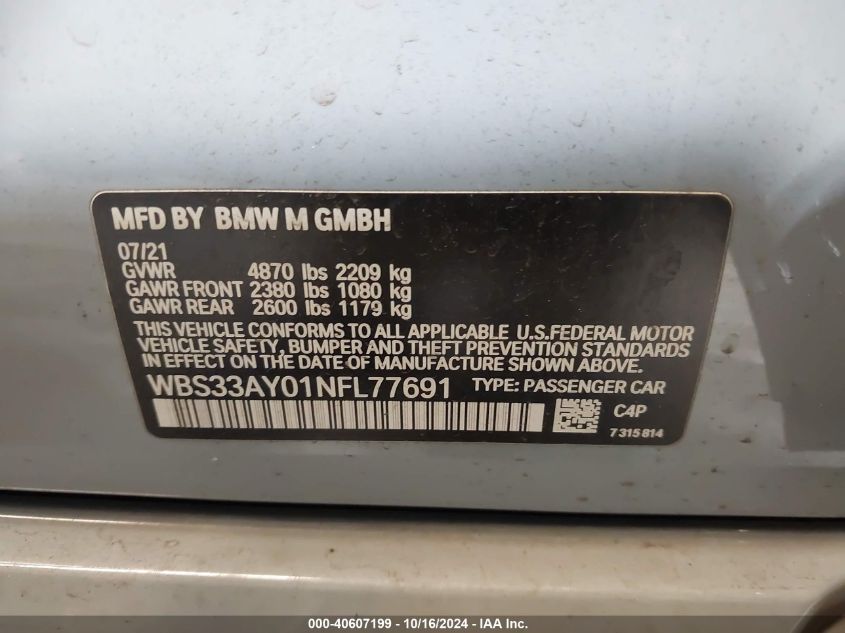 MFD BY BMW M GMBH
07/21
GVWR 4870 lbs 2209 kg
GAWR FRONT 2380 lbs 1080 kg
GAWR REAR 2600 lbs 1179 kg
THIS VEHICLE CONFORMS TO ALL APPLICABLE U.S.FEDERAL MOTOR
VEHICLE SAFETY, BUMPER AND THEFT PREVENTION STANDARDS
IN EFFECT ON THE DATE OF MANUFACTURE SHOWN ABOVE.
WBS33AY01NFL77691 TYPE: PASSENGER CAR
C4P
7315814
000-40607199 - 10/16/2024 - IAA Inc.